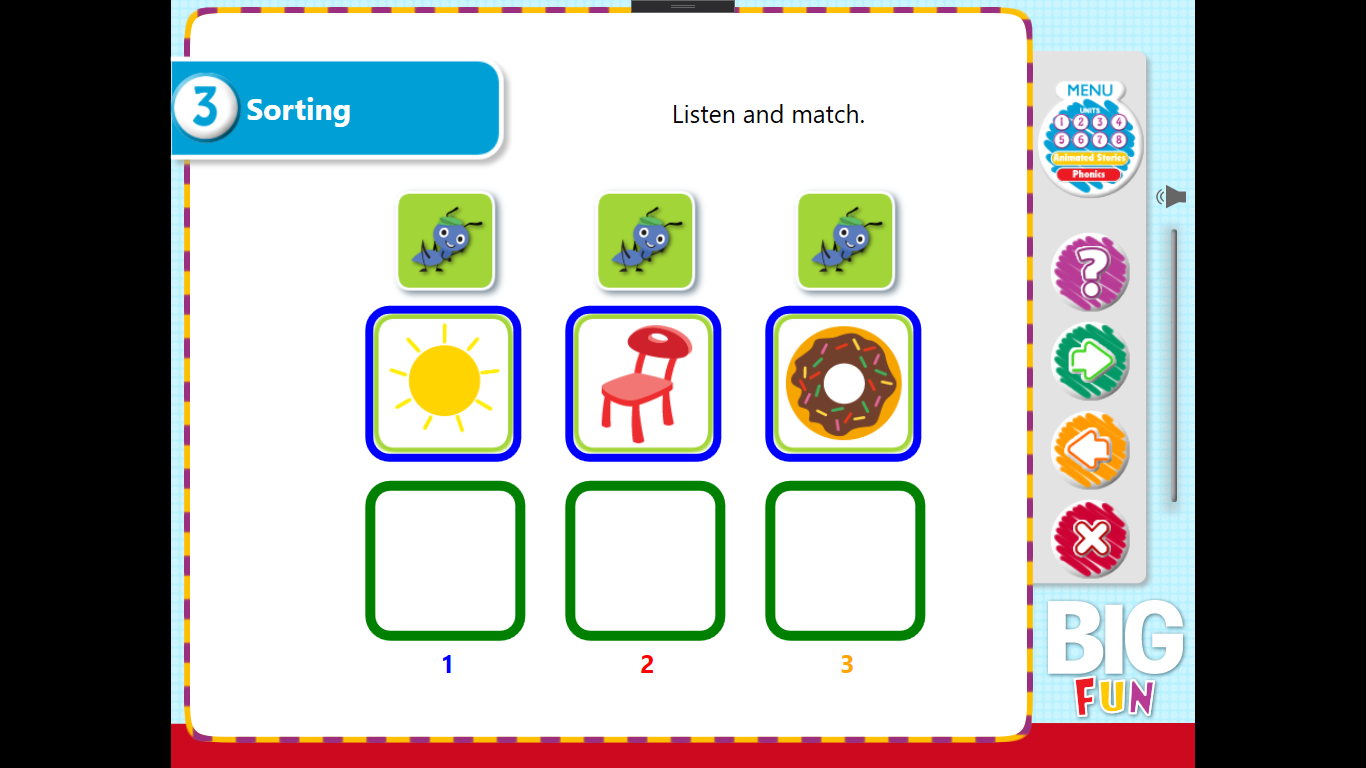 3 Sorting
Listen and match.
MENU
UNITS
1 2 3 4
5 6 7 8
Animated Stories
Phonics
?
1 2 3
BIG
FUN